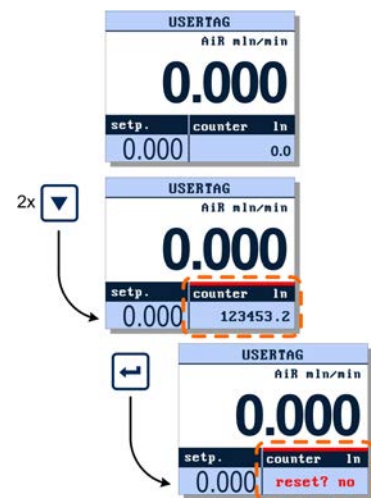 USERTAG
AiR mln/min
0.000
setp. counter ln
0.000 0.0
2x
USERTAG
AiR mln/min
0.000
setp. counter ln
0.000 123453.2
USERTAG
AiR mln/min
0.000
setp. counter ln
0.000 reset? no